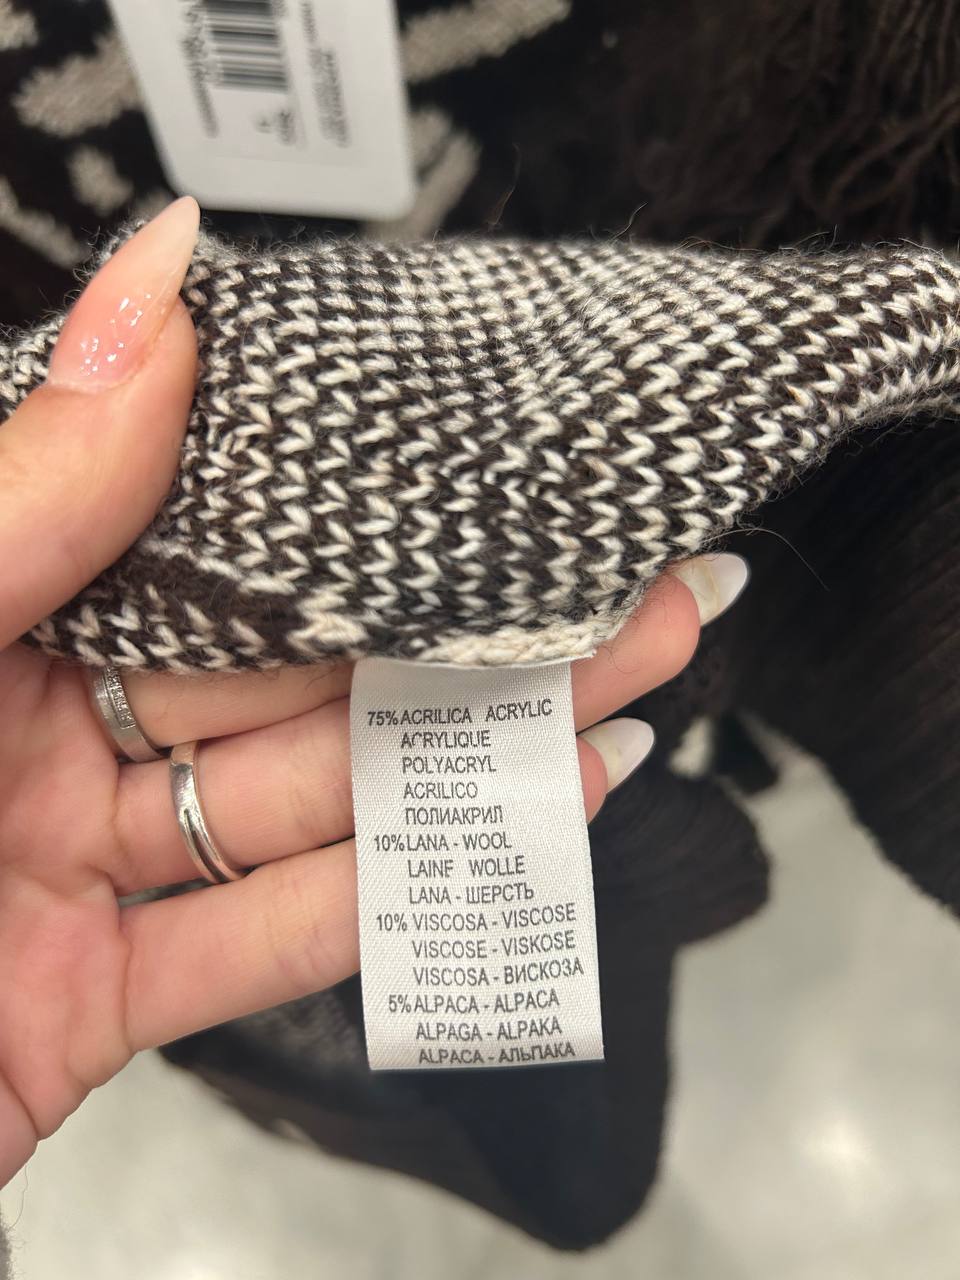 75% ACRILICA ACRYLIC
ACRYLIQUE
POLYACRYL
ACRILICO
ПОЛИАКРИЛ
10% LANA - WOOL
LAINE WOLLE
LANA - ШЕРСТЬ
10% VISCOSA - VISCOSE
VISCOSE - VISKOSE
VISCOSA - ВИСКОЗА
5% ALPACA - ALPACA
ALPAGA - ALPAKA
ALPACA - АЛЬПАКА